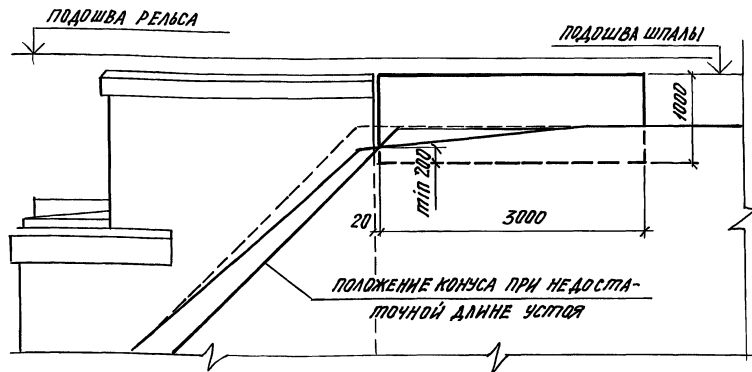 ПОДОШВА РЕЛЬСА
ПОДОШВА ШПАЛЫ
1000
min 200
20
3000
ПОЛОЖЕНИЕ КОНУСА ПРИ НЕДОСТА-
ТОЧНОЙ ДЛИНЕ УСТОЯ